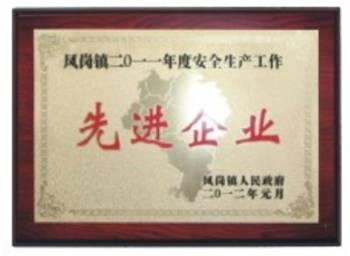 凤岗镇二〇一一年度安全生产工作
先进企业
凤岗镇人民政府
二〇一二年元月